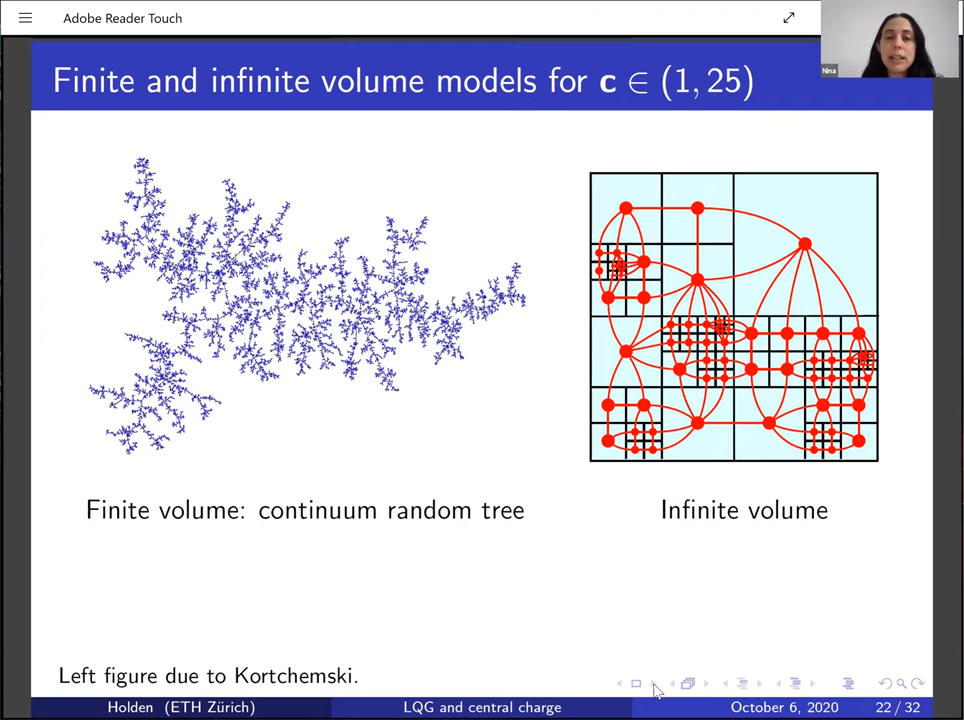 Adobe Reader Touch
Nina
Finite and infinite volume models for c ∈ (1, 25)
Finite volume: continuum random tree
Infinite volume
Left figure due to Kortchemski.
Holden (ETH Zürich) LQG and central charge October 6, 2020 22 / 32